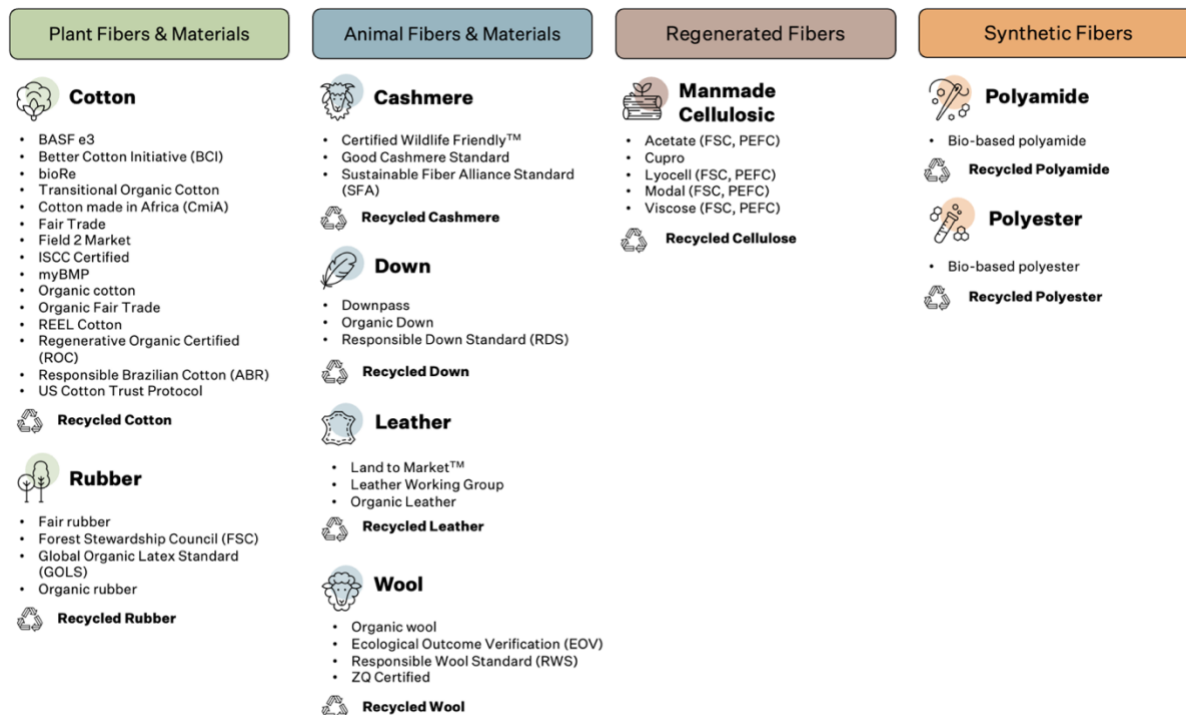 Plant Fibers & Materials
Cotton
• BASF e3
• Better Cotton Initiative (BCI)
• bioRe
• Transitional Organic Cotton
• Cotton made in Africa (CmiA)
• Fair Trade
• Field 2 Market
• ISCC Certified
• myBMP
• Organic cotton
• Organic Fair Trade
• REEL Cotton
• Regenerative Organic Certified
(ROC)
• Responsible Brazilian Cotton (ABR)
• US Cotton Trust Protocol
Recycled Cotton
Rubber
• Fair rubber
• Forest Stewardship Council (FSC)
• Global Organic Latex Standard
(GOLS)
• Organic rubber
Recycled Rubber
Animal Fibers & Materials
Cashmere
• Certified Wildlife Friendly™
• Good Cashmere Standard
• Sustainable Fiber Alliance Standard
(SFA)
Recycled Cashmere
Down
• Downpass
• Organic Down
• Responsible Down Standard (RDS)
Recycled Down
Leather
• Land to Market™
• Leather Working Group
• Organic Leather
Recycled Leather
Wool
• Organic wool
• Ecological Outcome Verification (EOV)
• Responsible Wool Standard (RWS)
• ZQ Certified
Recycled Wool
Regenerated Fibers
Manmade
Cellulosic
• Acetate (FSC, PEFC)
• Cupro
• Lyocell (FSC, PEFC)
• Modal (FSC, PEFC)
• Viscose (FSC, PEFC)
Recycled Cellulose
Synthetic Fibers
Polyamide
• Bio-based polyamide
Recycled Polyamide
Polyester
• Bio-based polyester
Recycled Polyester